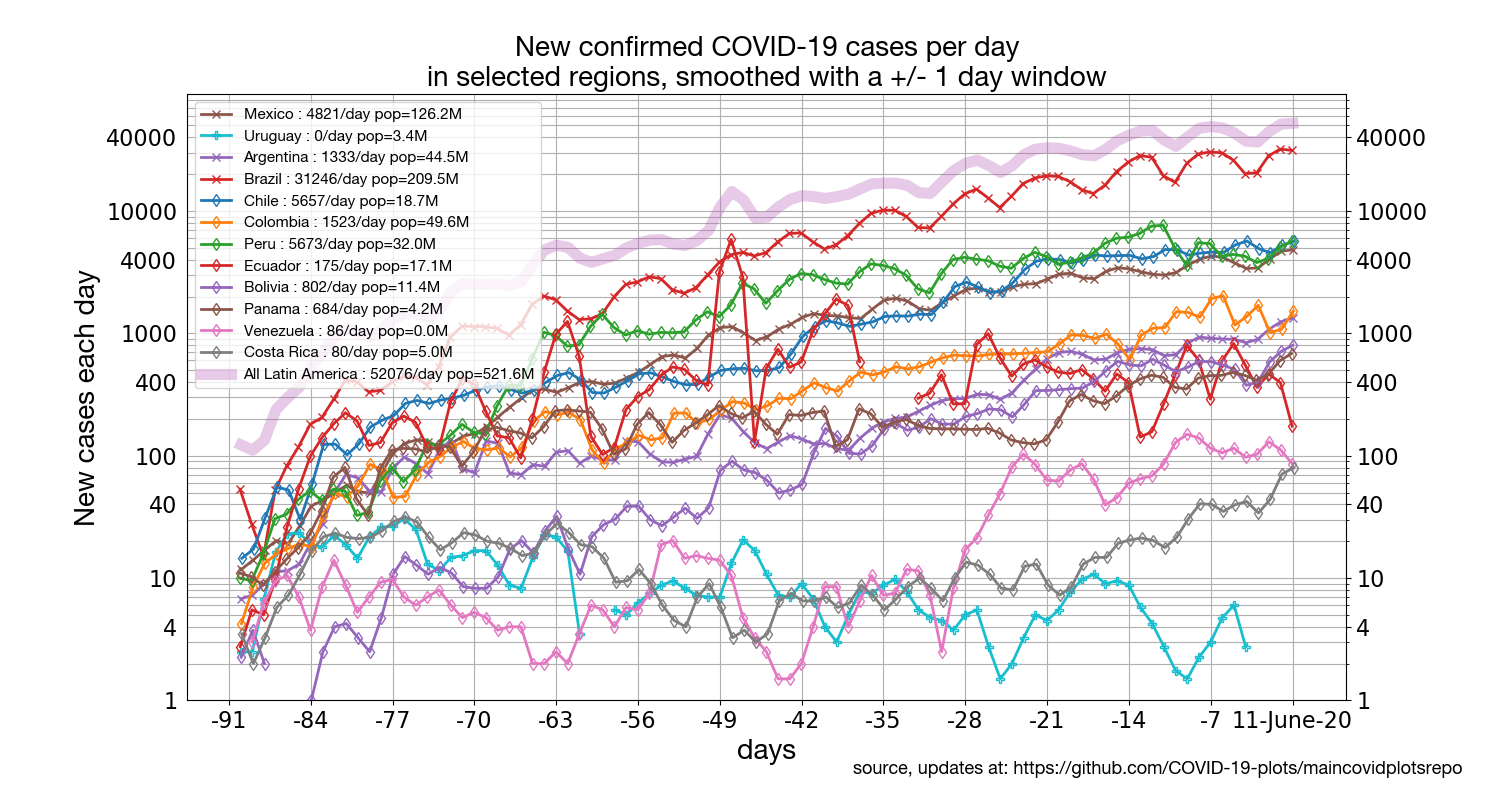 New confirmed COVID-19 cases per day
in selected regions, smoothed with a +/- 1 day window
Mexico : 4821/day pop=126.2M
Uruguay : 0/day pop=3.4M
Argentina : 1333/day pop=44.5M
Brazil : 31246/day pop=209.5M
Chile : 5657/day pop=18.7M
Colombia : 1523/day pop=49.6M
Peru : 5673/day pop=32.0M
Ecuador : 175/day pop=17.1M
Bolivia : 802/day pop=11.4M
Panama : 684/day pop=4.2M
Venezuela : 86/day pop=0.0M
Costa Rica : 80/day pop=5.0M
All Latin America : 52076/day pop=521.6M
New cases each day
40000
10000
4000
1000
400
100
40
10
4
1
40000
10000
4000
1000
400
100
40
10
4
1
-91 -84 -77 -70 -63 -56 -49 -42 -35 -28 -21 -14 -7 11-June-20
days
source, updates at: https://github.com/COVID-19-plots/maincovidplotsrepo